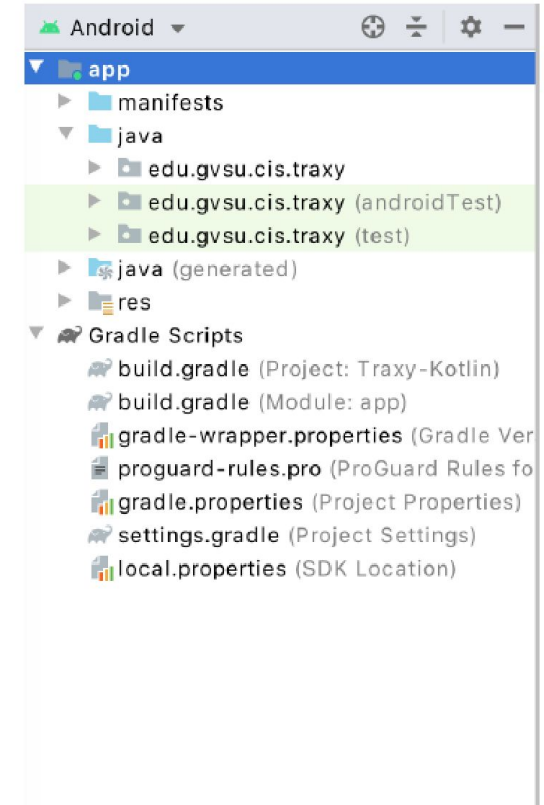 Android
app
manifests
java
edu.gvsu.cis.traxy
edu.gvsu.cis.traxy (androidTest)
edu.gvsu.cis.traxy (test)
java (generated)
res
Gradle Scripts
build.gradle (Project: Traxy-Kotlin)
build.gradle (Module: app)
gradle-wrapper.properties (Gradle Ver
proguard-rules.pro (ProGuard Rules fo
gradle.properties (Project Properties)
settings.gradle (Project Settings)
local.properties (SDK Location)